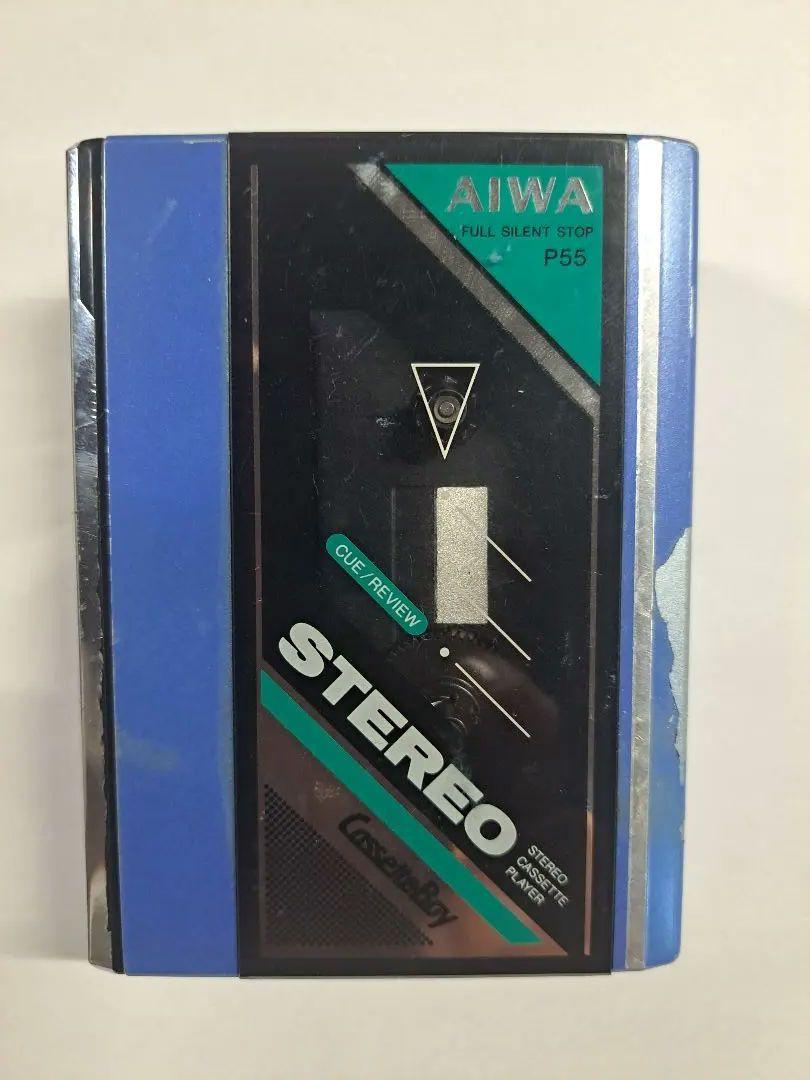 AIWA
FULL SILENT STOP
P55
CUE/REVIEW
STEREO
STEREO
CASSETTE
PLAYER
CassetteBoy